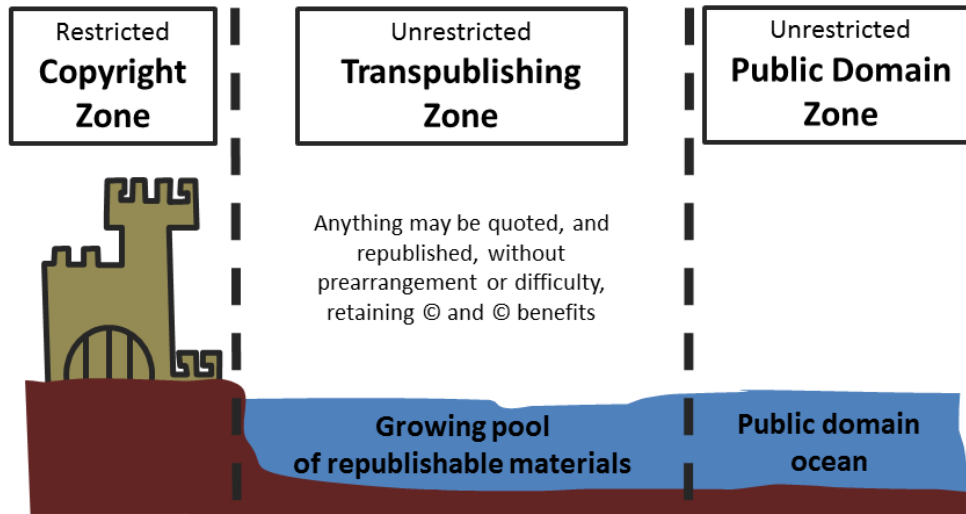 Restricted
Copyright
Zone
Unrestricted
Transpublishing
Zone
Unrestricted
Public Domain
Zone
Anything may be quoted, and
republished, without
prearrangement or difficulty,
retaining © and © benefits
Growing pool
of republishable materials
Public domain
ocean